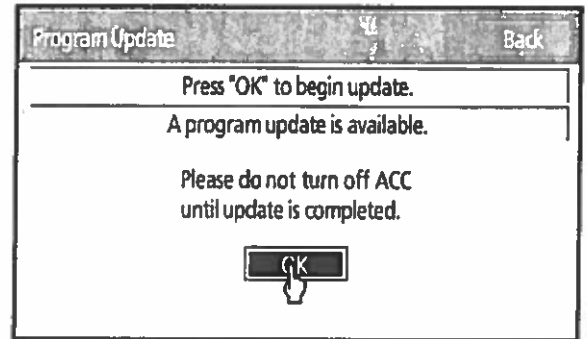 Program Update
Back
Press "OK" to begin update.
A program update is available.
Please do not turn off ACC
until update is completed.
OK